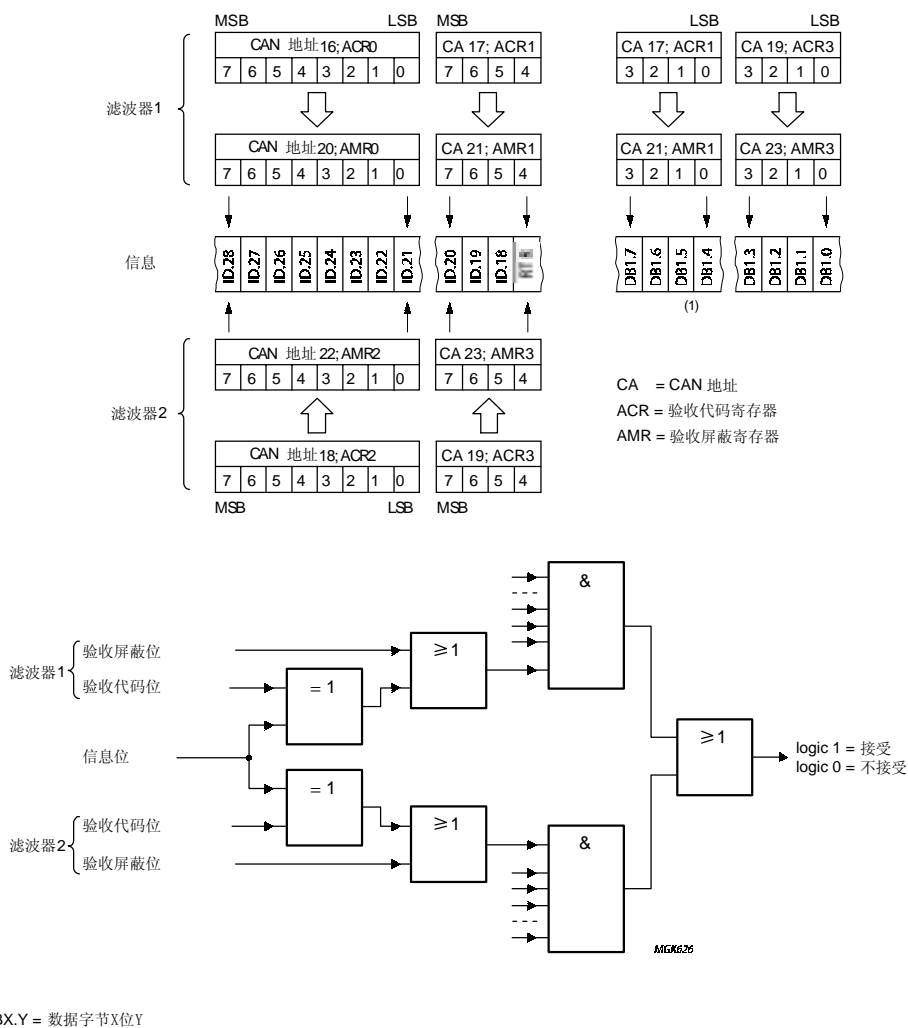 MSB LSB MSB LSB LSB
CAN 地址16;ACR0 CA 17; ACR1 CA 17; ACR1 CA 19; ACR3
7 6 5 4 3 2 1 0 7 6 5 4 3 2 1 0 3 2 1 0
滤波器1
CAN 地址20;AMR0 CA 21; AMR1 CA 21; AMR1 CA 23; AMR3
7 6 5 4 3 2 1 0 7 6 5 4 3 2 1 0 3 2 1 0
信息
ID.28 ID.27 ID.26 ID.25 ID.24 ID.23 ID.22 ID.21 ID.20 ID.19 ID.18 DB1.7 DB1.6 DB1.5 DB1.4 DB1.3 DB1.2 DB1.1 DB1.0
(1)
CAN 地址22;AMR2 CA 23; AMR3
7 6 5 4 3 2 1 0 7 6 5 4
滤波器2
CAN 地址18;ACR2 CA 19; ACR3
7 6 5 4 3 2 1 0 7 6 5 4
MSB LSB MSB
CA = CAN 地址
ACR = 验收代码寄存器
AMR = 验收屏蔽寄存器
&
滤波器1
验收屏蔽位
验收代码位
≥1
= 1
信息位
≥1
logic 1 = 接受
logic 0 = 不接受
= 1
滤波器2
验收代码位
验收屏蔽位
≥1
&
MGK626
BX.Y = 数据字节X位Y